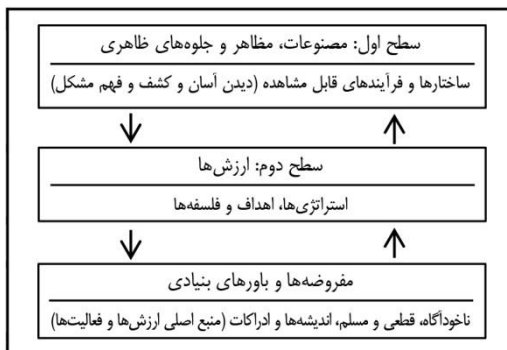 سطح اول: مصنوعات، مظاهر و جلوه‌های ظاهری
ساختارها و فرآیندهای قابل مشاهده (دیدن آسان و کشف و فهم مشکل)
سطح دوم: ارزش‌ها
استراتژی‌ها، اهداف و فلسفه‌ها
مفروضه‌ها و باورهای بنیادی
ناخودآگاه، قطعی و مسلم، اندیشه‌ها و ادراکات (منبع اصلی ارزش‌ها و فعالیت‌ها)